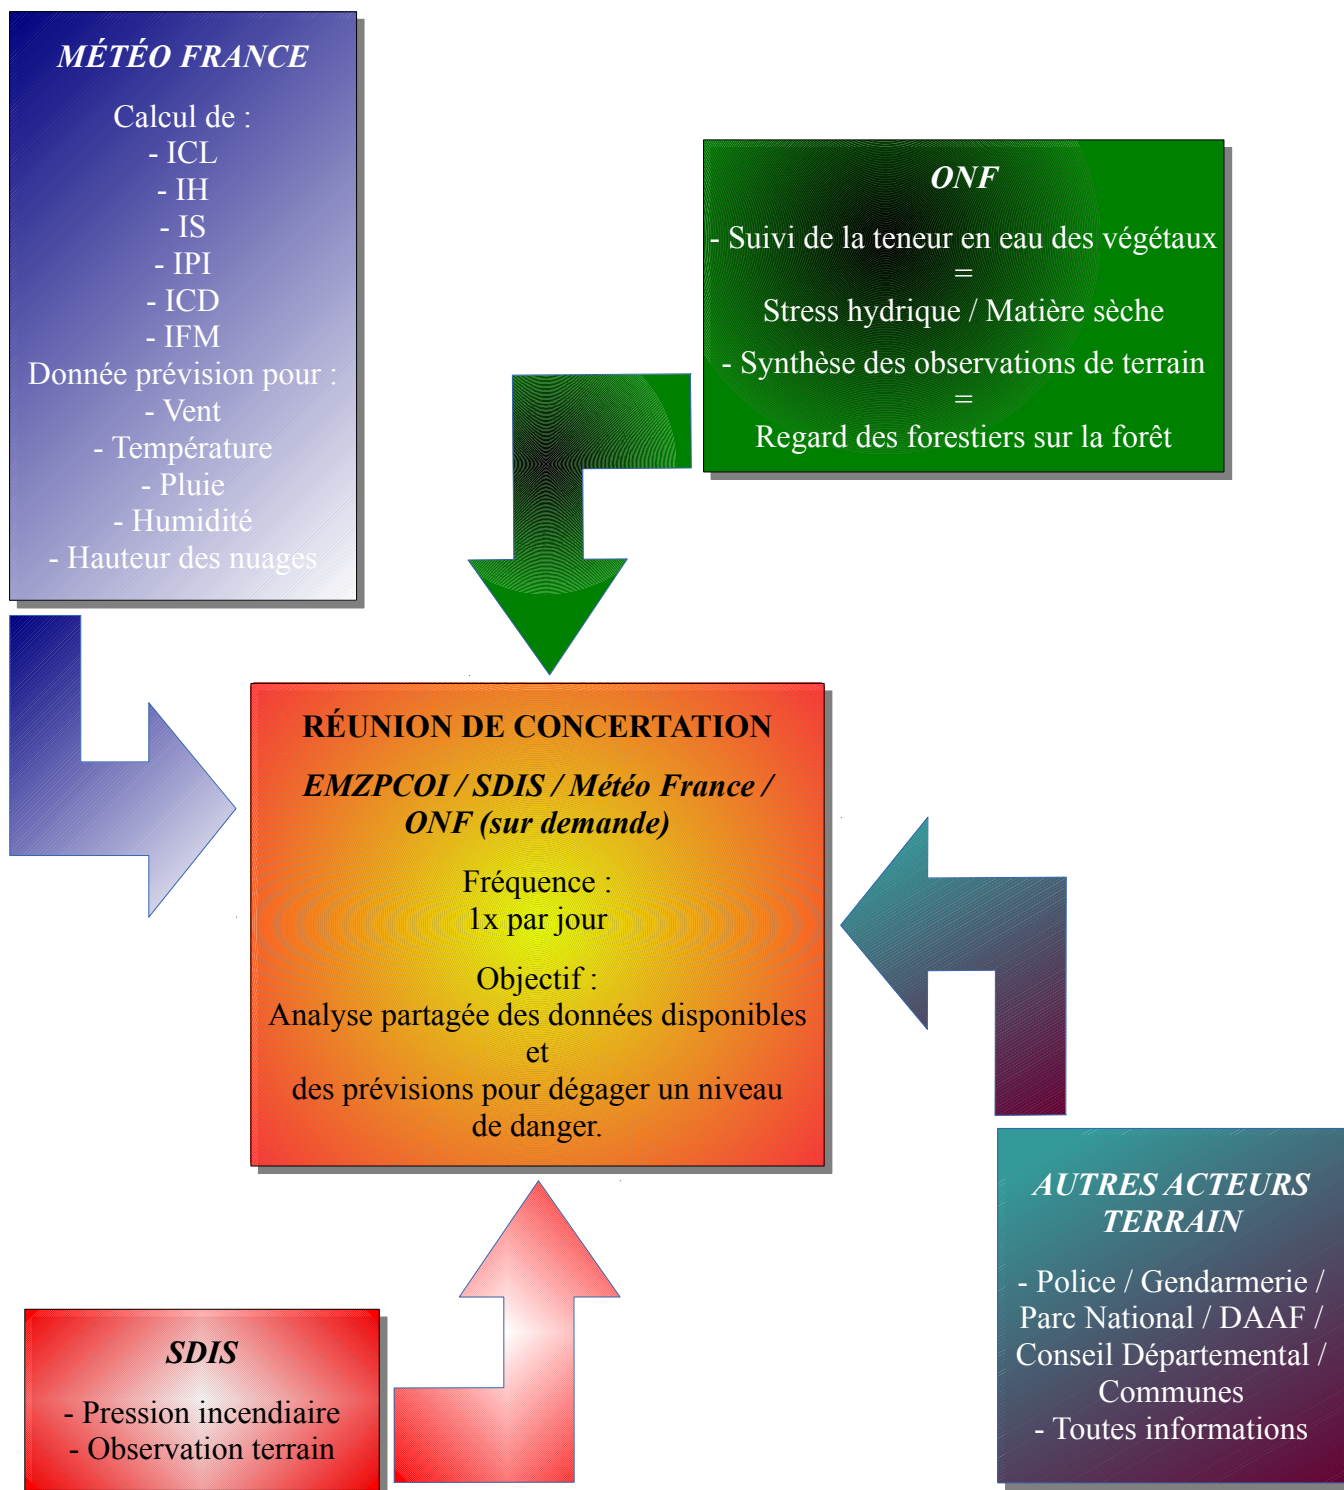 MÉTÉO FRANCE
Calcul de :
- ICL
- IH
- IS
- IPI
- ICD
- IFM
Donnée prévision pour :
- Vent
- Température
- Pluie
- Humidité
- Hauteur des nuages
ONF
- Suivi de la teneur en eau des végétaux
=
Stress hydrique / Matière sèche
- Synthèse des observations de terrain
=
Regard des forestiers sur la forêt
RÉUNION DE CONCERTATION
EMZPCOI / SDIS / Météo France /
ONF (sur demande)
Fréquence :
1x par jour
Objectif :
Analyse partagée des données disponibles
et
des prévisions pour dégager un niveau
de danger.
AUTRES ACTEURS
TERRAIN
- Police / Gendarmerie /
Parc National / DAAF /
Conseil Départemental /
Communes
- Toutes informations
SDIS
- Pression incendiaire
- Observation terrain